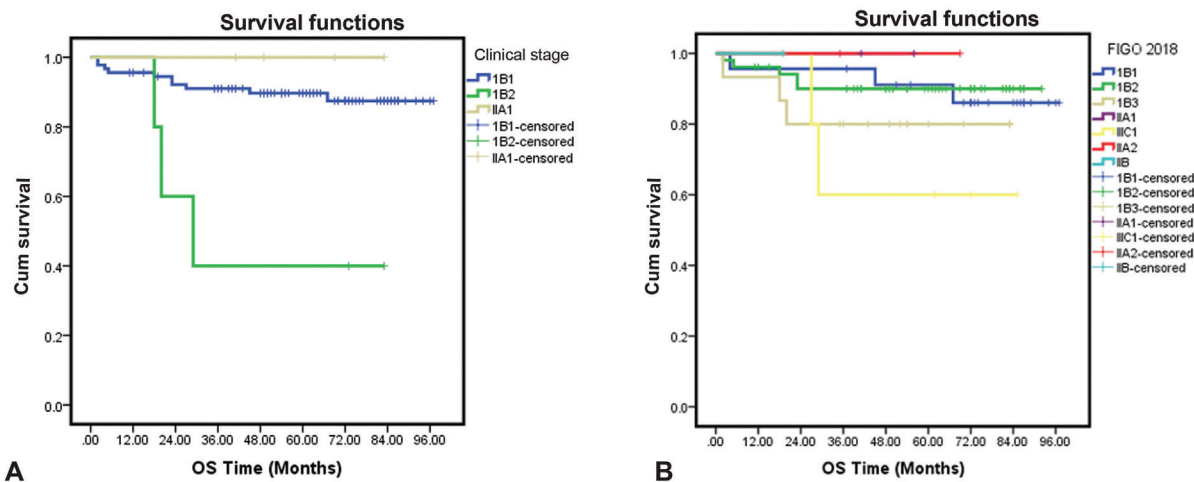 Survival functions
Clinical stage
1B1
1B2
IIA1
1B1-censored
1B2-censored
IIA1-censored
Cum survival
1.0
0.8
0.6
0.4
0.2
0.0
.00 12.00 24.00 36.00 48.00 60.00 72.00 84.00 96.00
OS Time (Months)
A
Survival functions
FIGO 2018
1B1
1B2
1B3
IIA1
IIIC1
IIA2
IIB
1B1-censored
1B2-censored
1B3-censored
IIA1-censored
IIIC1-censored
IIA2-censored
IIB-censored
Cum survival
1.0
0.8
0.6
0.4
0.2
0.0
.00 12.00 24.00 36.00 48.00 60.00 72.00 84.00 96.00
OS Time (Months)
B